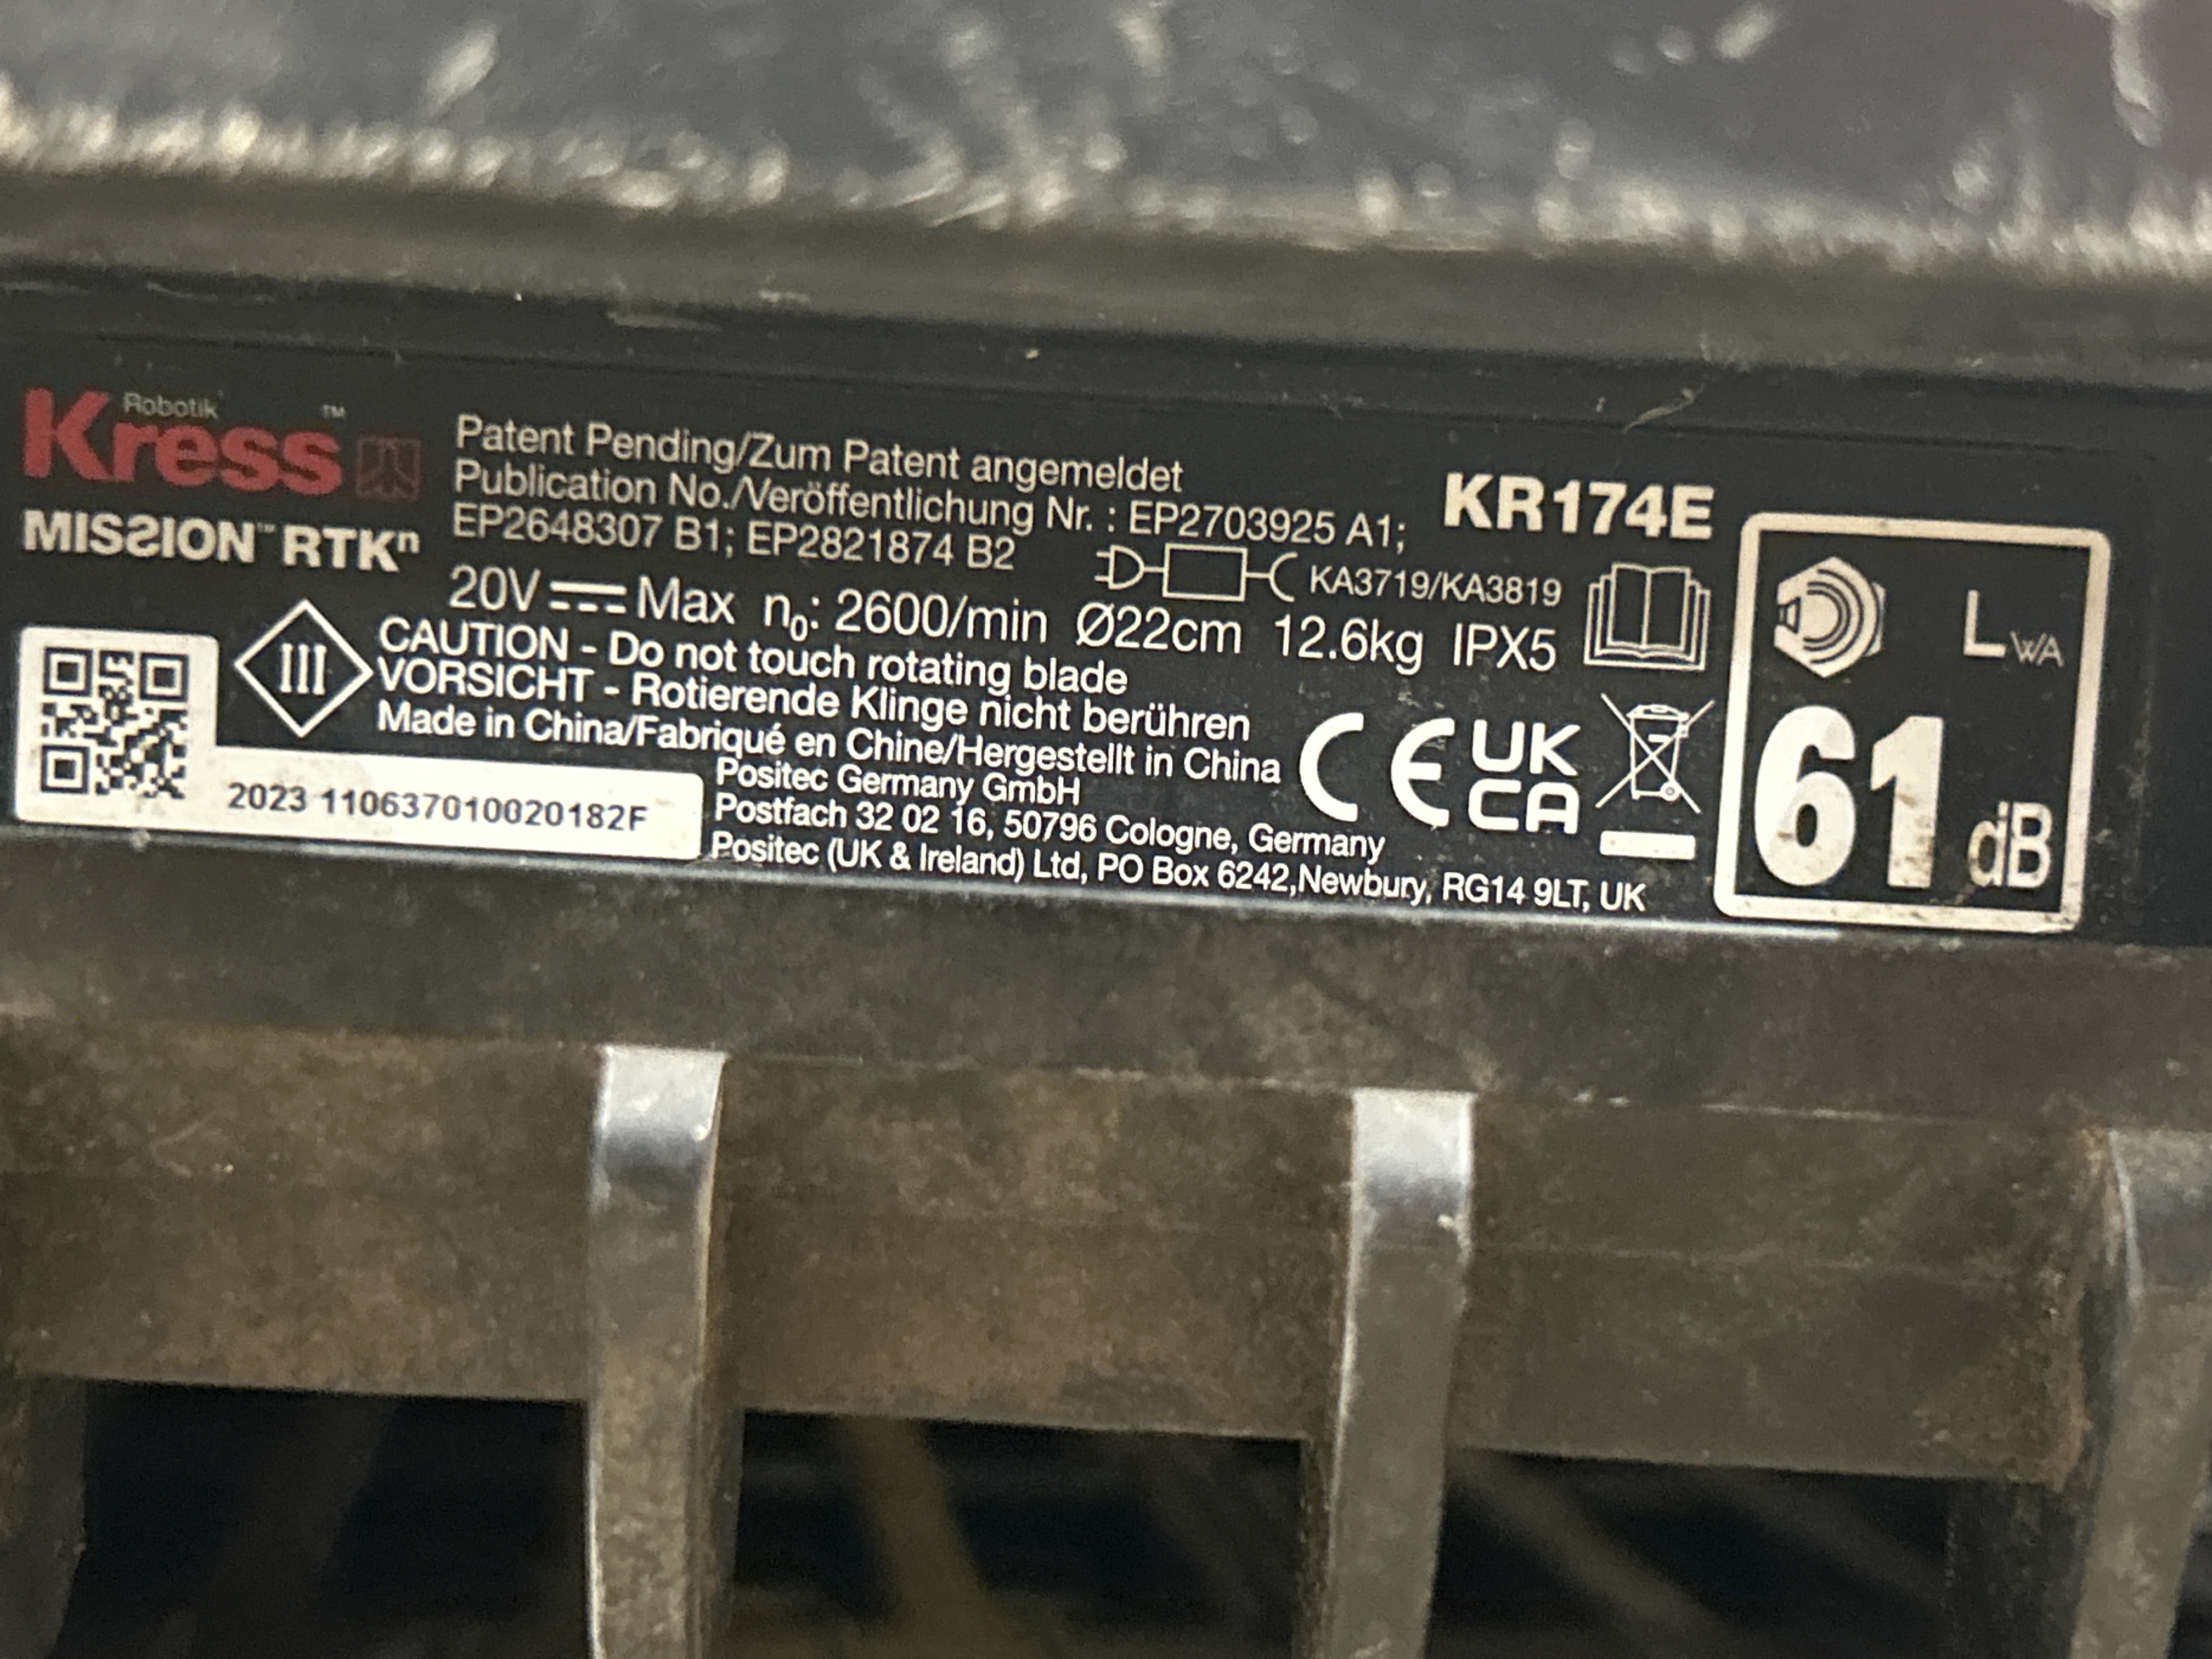 Robotik
Kress ™
MISSION™ RTKⁿ
Patent Pending/Zum Patent angemeldet
Publication No./Veröffentlichung Nr. : EP2703925 A1;
EP2648307 B1; EP2821874 B2
KR174E
KA3719/KA3819
20V Max n₀: 2600/min Ø22cm 12.6kg IPX5
III
CAUTION - Do not touch rotating blade
VORSICHT - Rotierende Klinge nicht berühren
Made in China/Fabriqué en Chine/Hergestellt in China
Positec Germany GmbH
Postfach 32 02 16, 50796 Cologne, Germany
Positec (UK & Ireland) Ltd, PO Box 6242,Newbury, RG14 9LT, UK
2023 110637010020182F
CE
UK
CA
LWA
61 dB